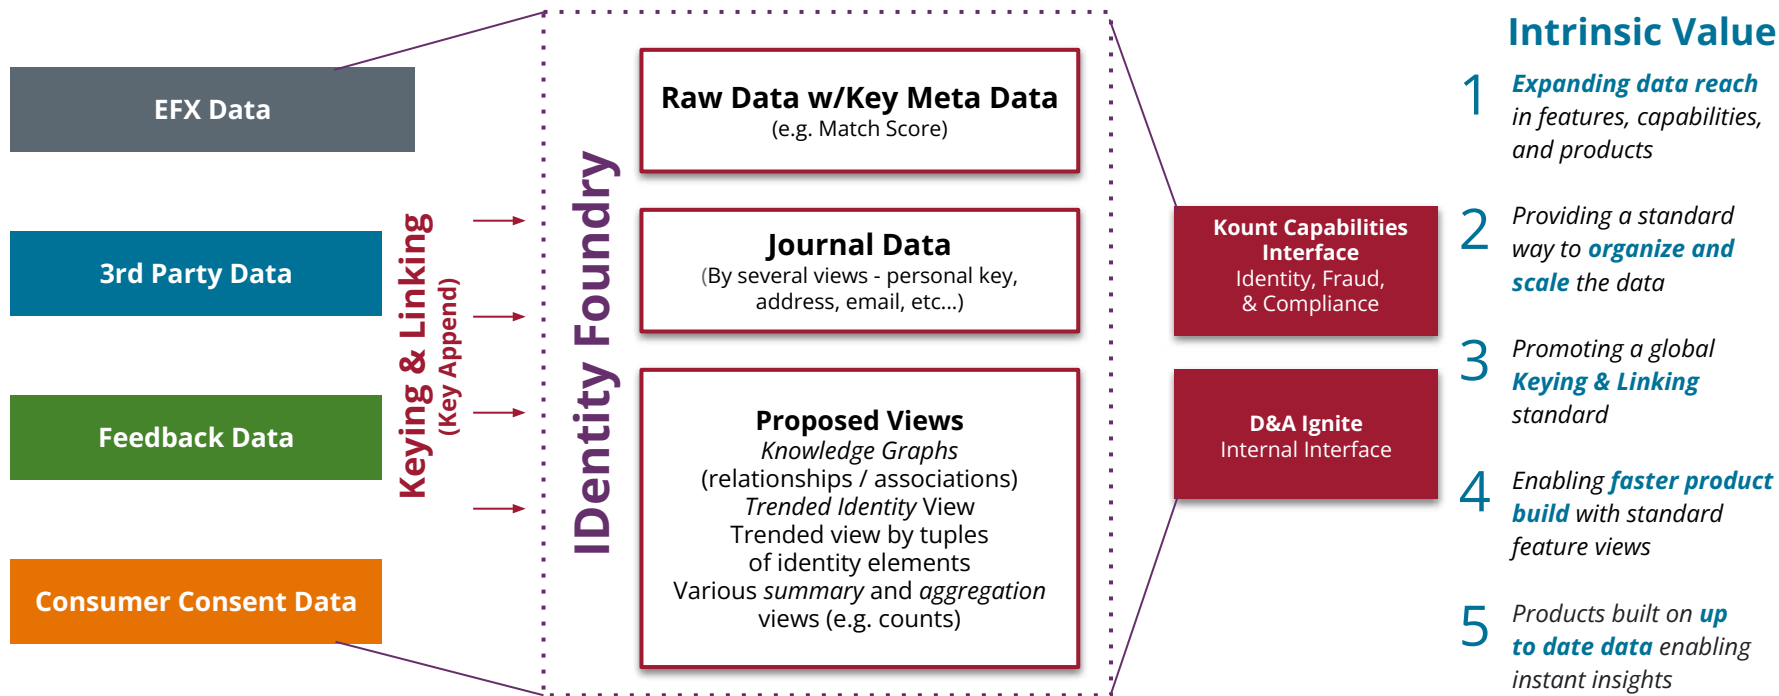 EFX Data
3rd Party Data
Feedback Data
Consumer Consent Data
Keying & Linking
(Key Append)
IDentity Foundry
Raw Data w/Key Meta Data
(e.g. Match Score)
Journal Data
(By several views - personal key,
address, email, etc...)
Proposed Views
Knowledge Graphs
(relationships / associations)
Trended Identity View
Trended view by tuples
of identity elements
Various summary and aggregation
views (e.g. counts)
Kount Capabilities
Interface
Identity, Fraud,
& Compliance
D&A Ignite
Internal Interface
Intrinsic Value
1
Expanding data reach
in features, capabilities,
and products
2
Providing a standard
way to organize and
scale the data
3
Promoting a global
Keying & Linking
standard
4
Enabling faster product
build with standard
feature views
5
Products built on up
to date data enabling
instant insights